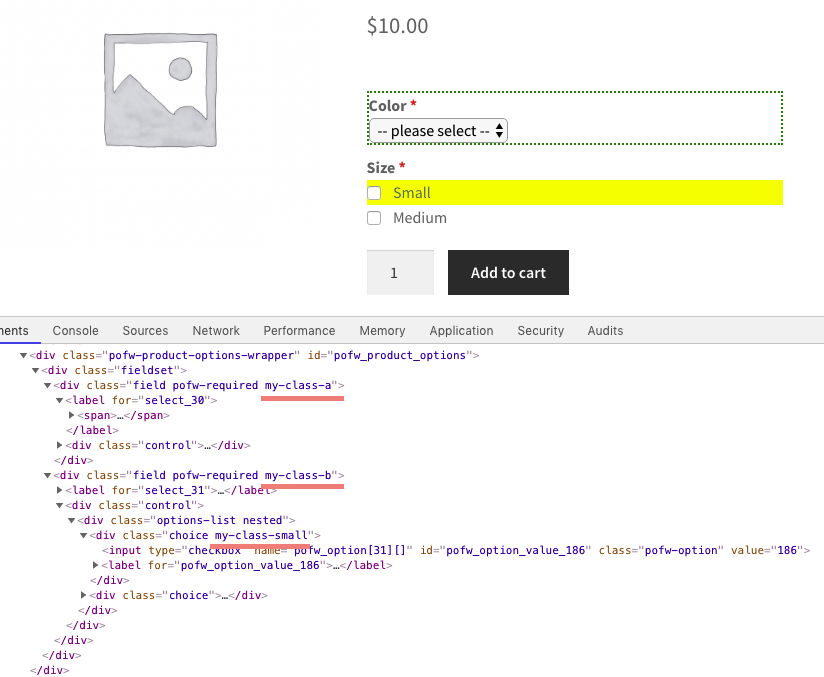 $10.00
Color *
-- please select --
Size *
Small
Medium
1
Add to cart
nents Console Sources Network Performance Memory Application Security Audits
▼<div class="pofw-product-options-wrapper" id="pofw_product_options">
▼<div class="fieldset">
▼<div class="field pofw-required my-class-a">
▼<label for="select_30">
▶<span>…</span>
</label>
▶<div class="control">…</div>
</div>
▼<div class="field pofw-required my-class-b">
▶<label for="select_31">…</label>
▼<div class="control">
▼<div class="options-list nested">
▼<div class="choice my-class-small">
<input type="checkbox" name="pofw_option[31][]" id="pofw_option_value_186" class="pofw-option" value="186">
▶<label for="pofw_option_value_186">…</label>
</div>
▶<div class="choice">…</div>
</div>
</div>
</div>
</div>
</div>